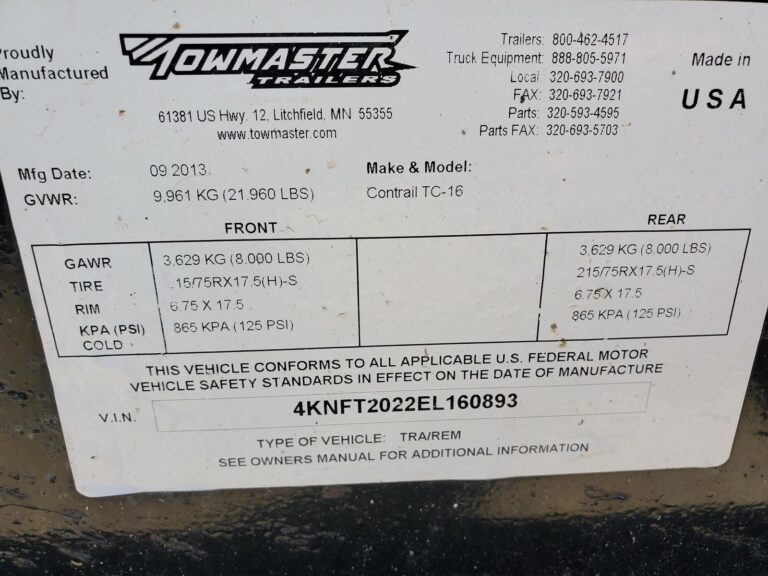 Proudly
Manufactured
By:
TOWMASTER
TRAILERS
61381 US Hwy. 12, Litchfield, MN 55355
www.towmaster.com
Trailers: 800-462-4517
Truck Equipment: 888-805-5971
Local: 320-693-7900
FAX: 320-693-7921
Parts: 320-593-4595
Parts FAX: 320-693-5703
Made in
USA
Mfg Date: 09 2013
Make & Model:
GVWR: 9,961 KG (21,960 LBS)
Contrail TC-16
FRONT
REAR
GAWR 3,629 KG (8,000 LBS) 3,629 KG (8,000 LBS)
TIRE 15/75RX17.5(H)-S 215/75RX17.5(H)-S
RIM 6.75 X 17.5 6.75 X 17.5
KPA (PSI) 865 KPA (125 PSI) 865 KPA (125 PSI)
COLD
THIS VEHICLE CONFORMS TO ALL APPLICABLE U.S. FEDERAL MOTOR
VEHICLE SAFETY STANDARDS IN EFFECT ON THE DATE OF MANUFACTURE
V.I.N. 4KNFT2022EL160893
TYPE OF VEHICLE: TRA/REM
SEE OWNERS MANUAL FOR ADDITIONAL INFORMATION